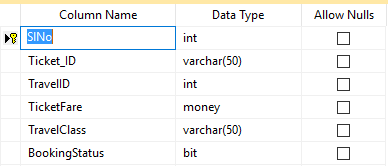 Column Name Data Type Allow Nulls
SlNo int
Ticket_ID varchar(50)
TravelID int
TicketFare money
TravelClass varchar(50)
BookingStatus bit